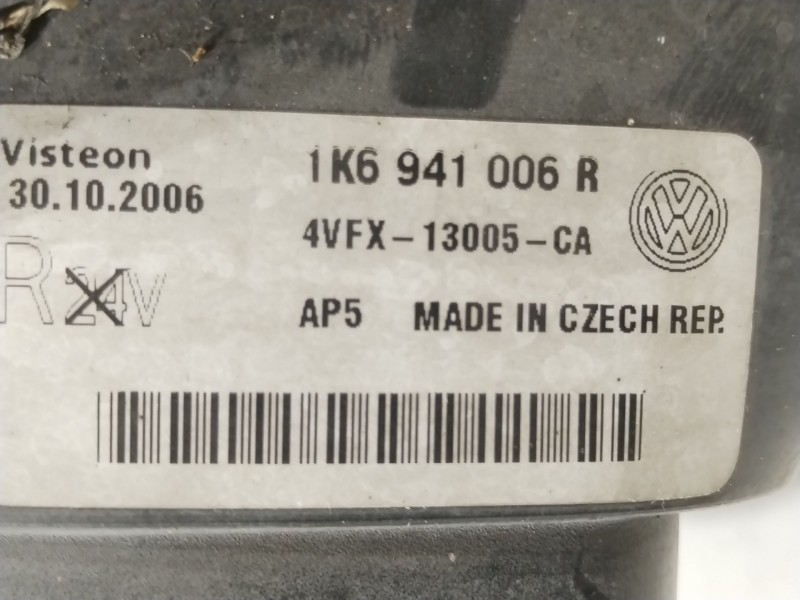 Visteon
30.10.2006
1K6 941 006 R
4VFX-13005-CA
R 24V
AP5 MADE IN CZECH REP.